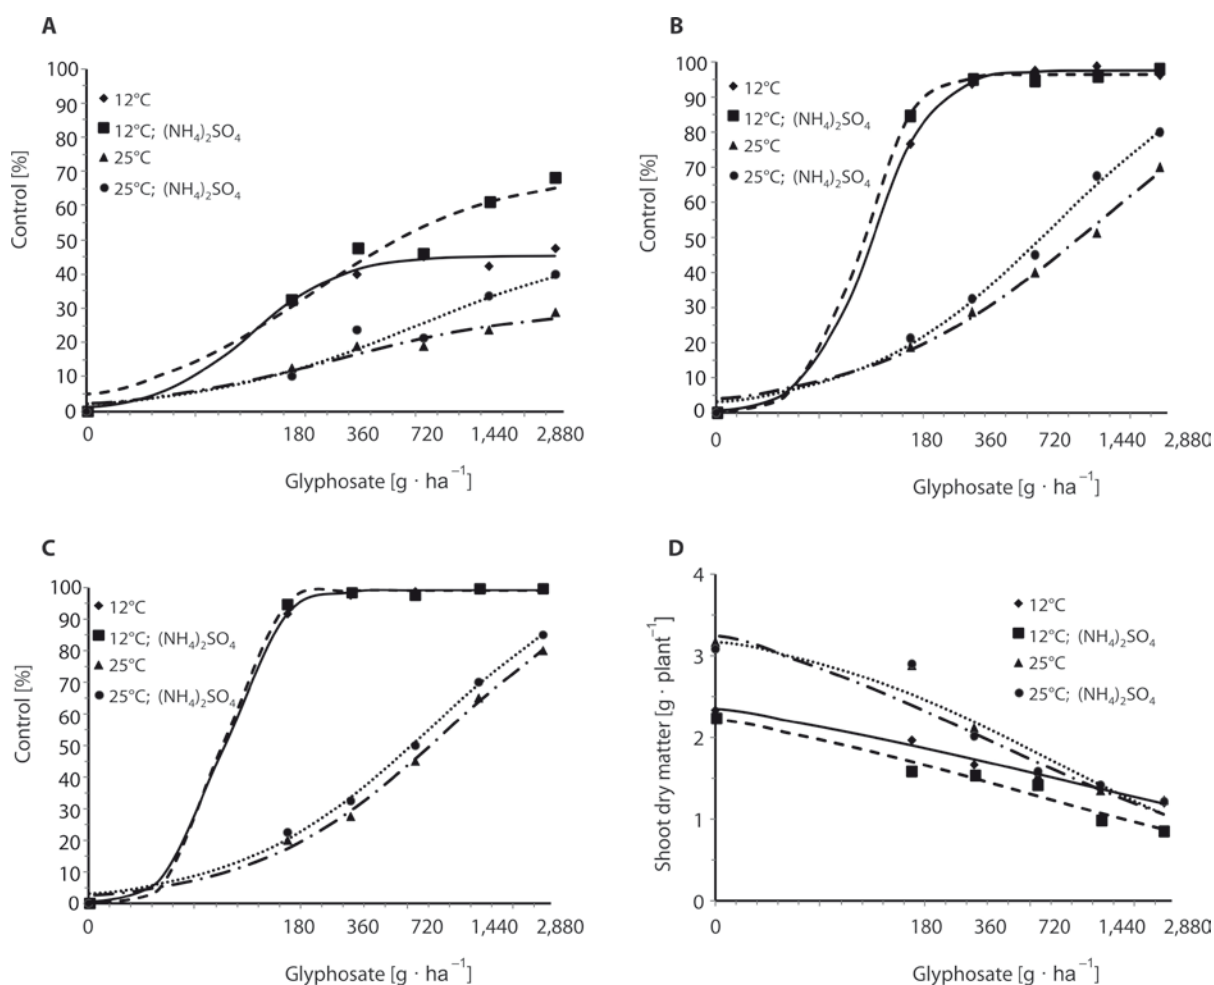 A
100
90
80
70
60
50
40
30
20
10
0
Control [%]
12°C
12°C; (NH4)2SO4
25°C
25°C; (NH4)2SO4
0 180 360 720 1,440 2,880
Glyphosate [g · ha⁻¹]
B
100
90
80
70
60
50
40
30
20
10
0
Control [%]
12°C
12°C; (NH4)2SO4
25°C
25°C; (NH4)2SO4
0 180 360 720 1,440 2,880
Glyphosate [g · ha⁻¹]
C
100
90
80
70
60
50
40
30
20
10
0
Control [%]
12°C
12°C; (NH4)2SO4
25°C
25°C; (NH4)2SO4
0 180 360 720 1,440 2,880
Glyphosate [g · ha⁻¹]
D
4
3
2
1
0
Shoot dry matter [g · plant⁻¹]
12°C
12°C; (NH4)2SO4
25°C
25°C; (NH4)2SO4
0 180 360 720 1,440 2,880
Glyphosate [g · ha⁻¹]